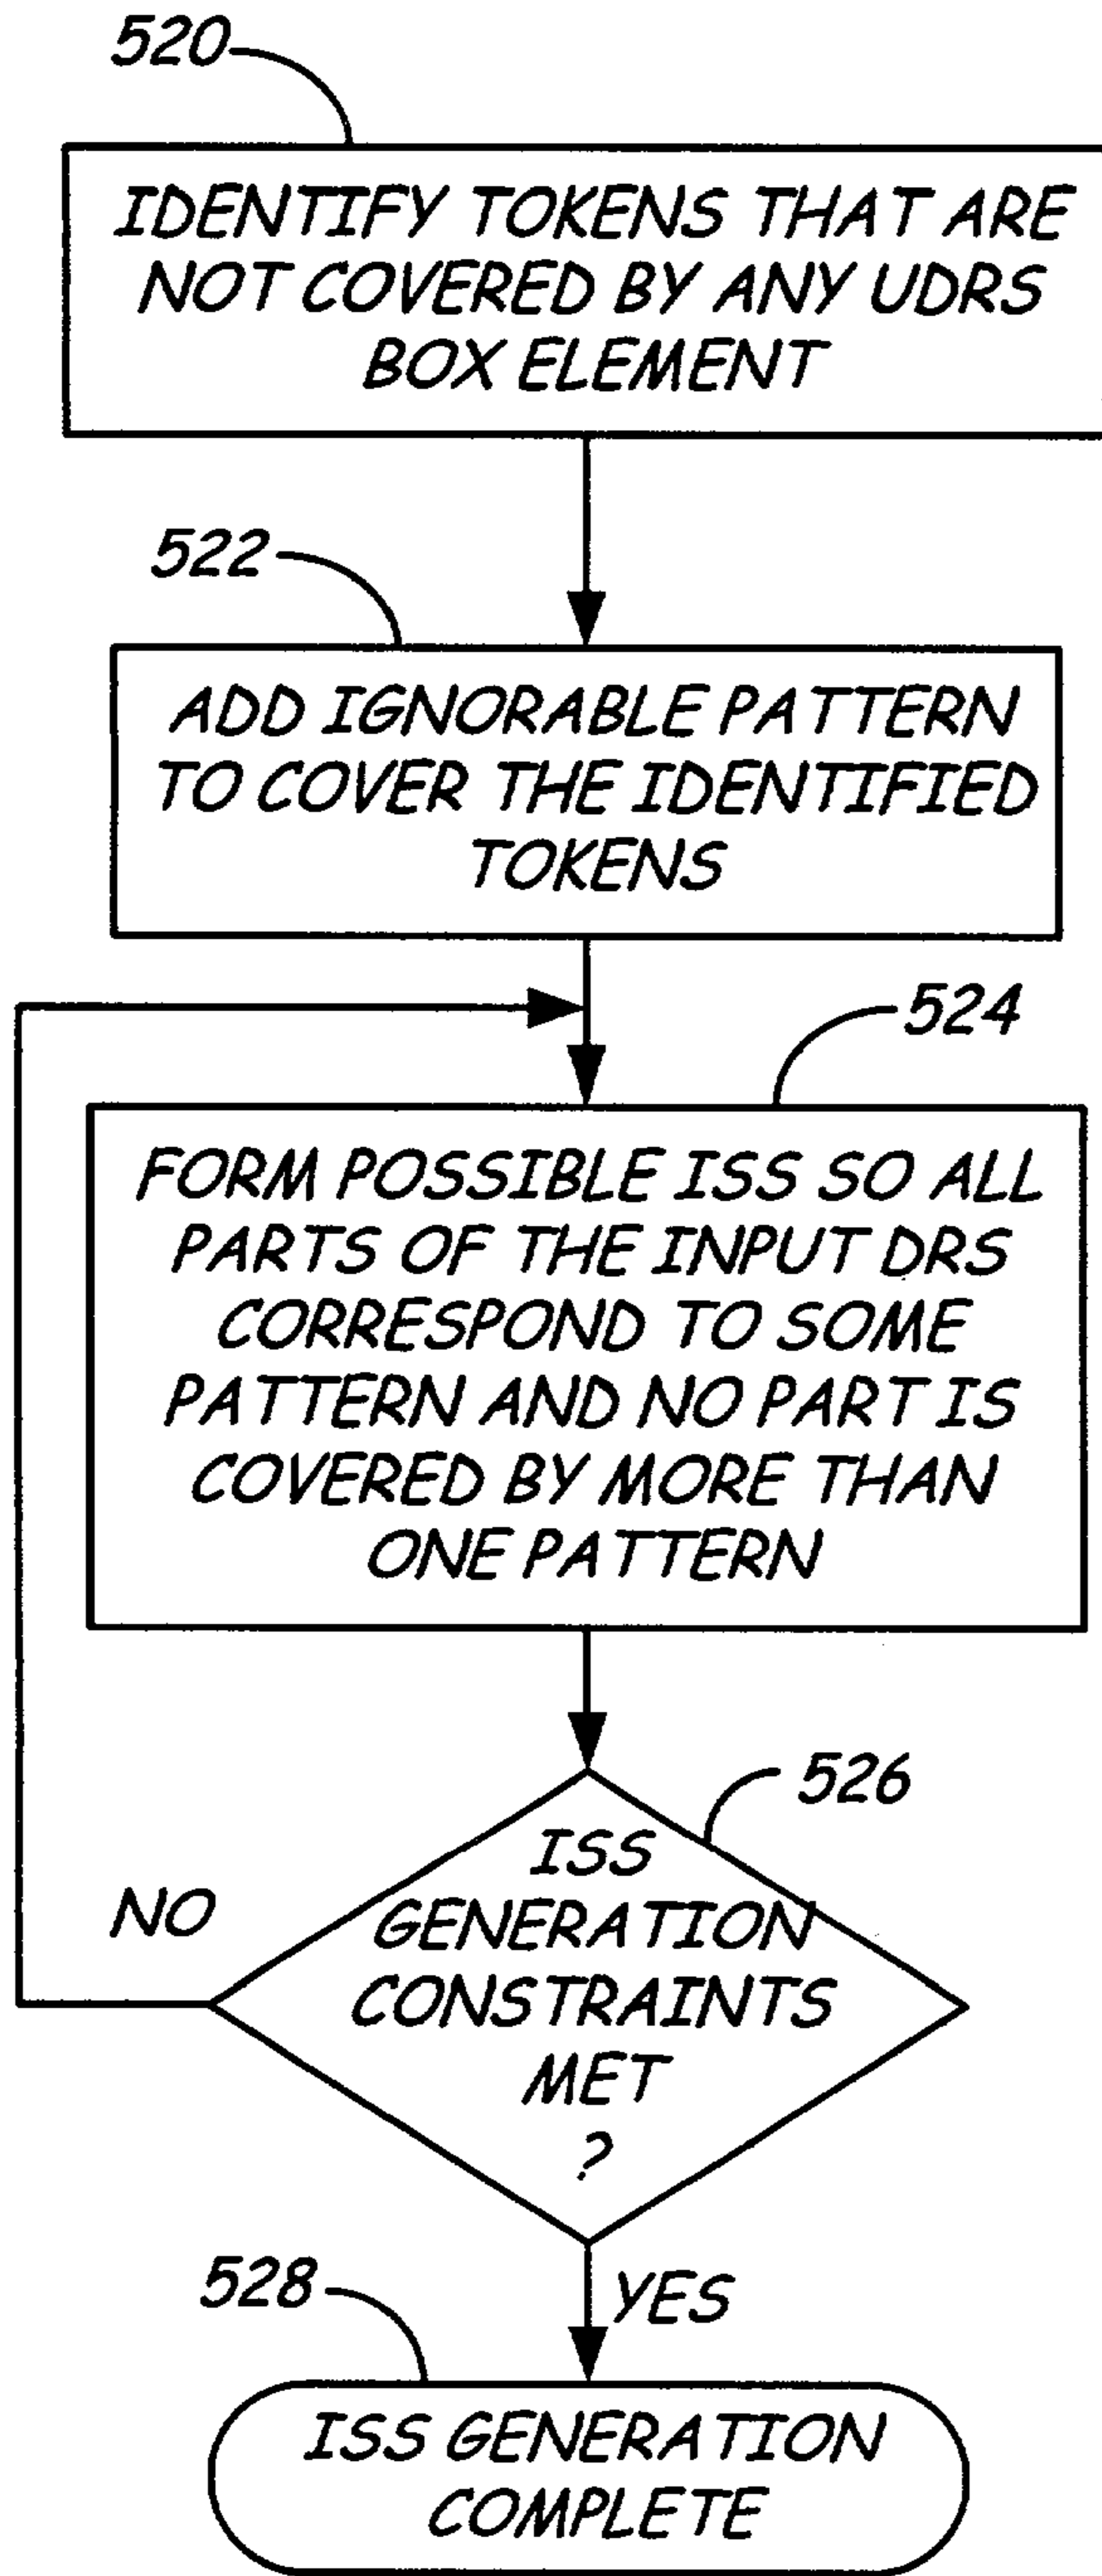 520
IDENTIFY TOKENS THAT ARE
NOT COVERED BY ANY UDRS
BOX ELEMENT
522
ADD IGNORABLE PATTERN
TO COVER THE IDENTIFIED
TOKENS
524
FORM POSSIBLE ISS SO ALL
PARTS OF THE INPUT DRS
CORRESPOND TO SOME
PATTERN AND NO PART IS
COVERED BY MORE THAN
ONE PATTERN
526
ISS
GENERATION
CONSTRAINTS
MET
?
NO
YES
528
ISS GENERATION
COMPLETE